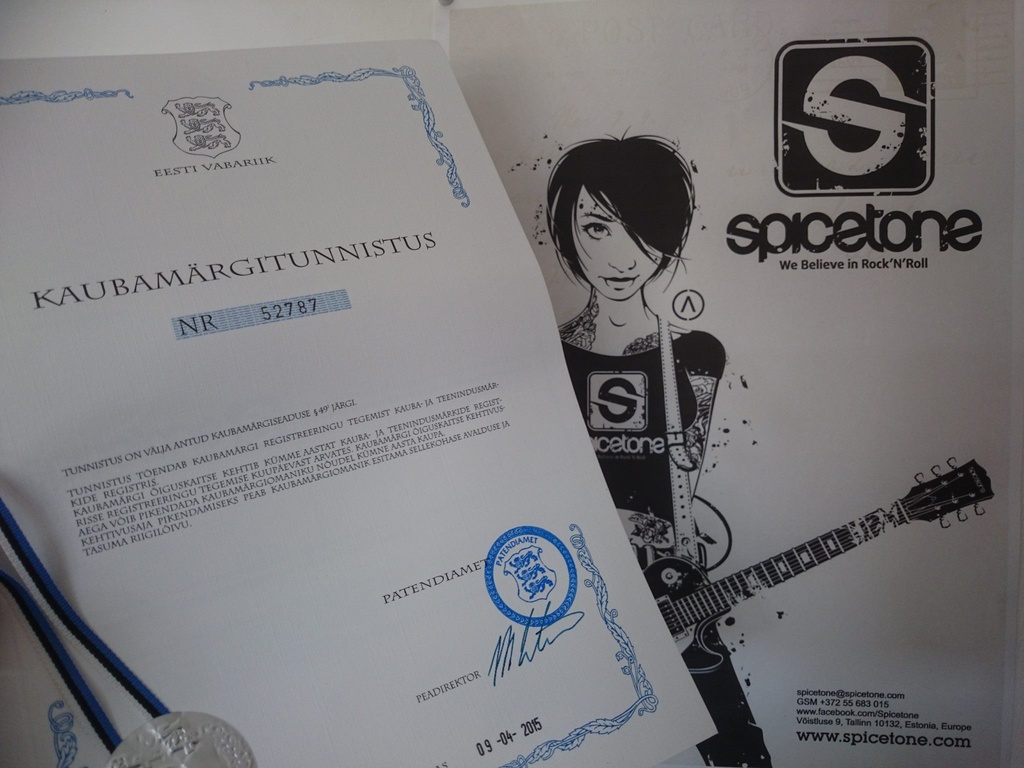 EESTI VABARIIK
KAUBAMÄRGITUNNISTUS
NR 52787
TUNNISTUS ON VÄLJA ANTUD KAUBAMÄRGISEADUSE § 49¹ JÄRGI.
TUNNISTUS TÕENDAB KAUBAMÄRGI REGISTREERINGU TEGEMIST KAUBA- JA TEENINDUSMÄR-
KIDE REGISTRIS.
KAUBAMÄRGI ÕIGUSKAITSE KEHTIB KÜMME AASTAT KAUBA- JA TEENINDUSMÄRKIDE REGIST-
RISSE REGISTREERINGU TEGEMISE KUUPÄEVAST ARVATES. KAUBAMÄRGI ÕIGUSKAITSE KEHTIVUS-
AEGA VÕIB PIKENDADA KAUBAMÄRGIOMANIKU NÕUDEL KÜMNE AASTA KAUPA.
KEHTIVUSAJA PIKENDAMISEKS PEAB KAUBAMÄRGIOMANIK ESITAMA SELLEKOHASE AVALDUSE JA
TASUMA RIIGILÕIVU.
PATENDIAMET
PATENDIAMET
PEADIREKTOR
09 -04- 2015
POST CARD
S
spicetone
We Believe in Rock'N'Roll
S
spicetone
spicetone@spicetone.com
GSM +372 55 683 015
www.facebook.com/Spicetone
Võistluse 9, Tallinn 10132, Estonia, Europe
www.spicetone.com